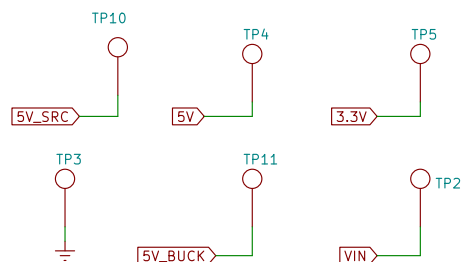 TP10
TP4
TP5
5V_SRC
5V
3.3V
TP3
TP11
TP2
5V_BUCK
VIN